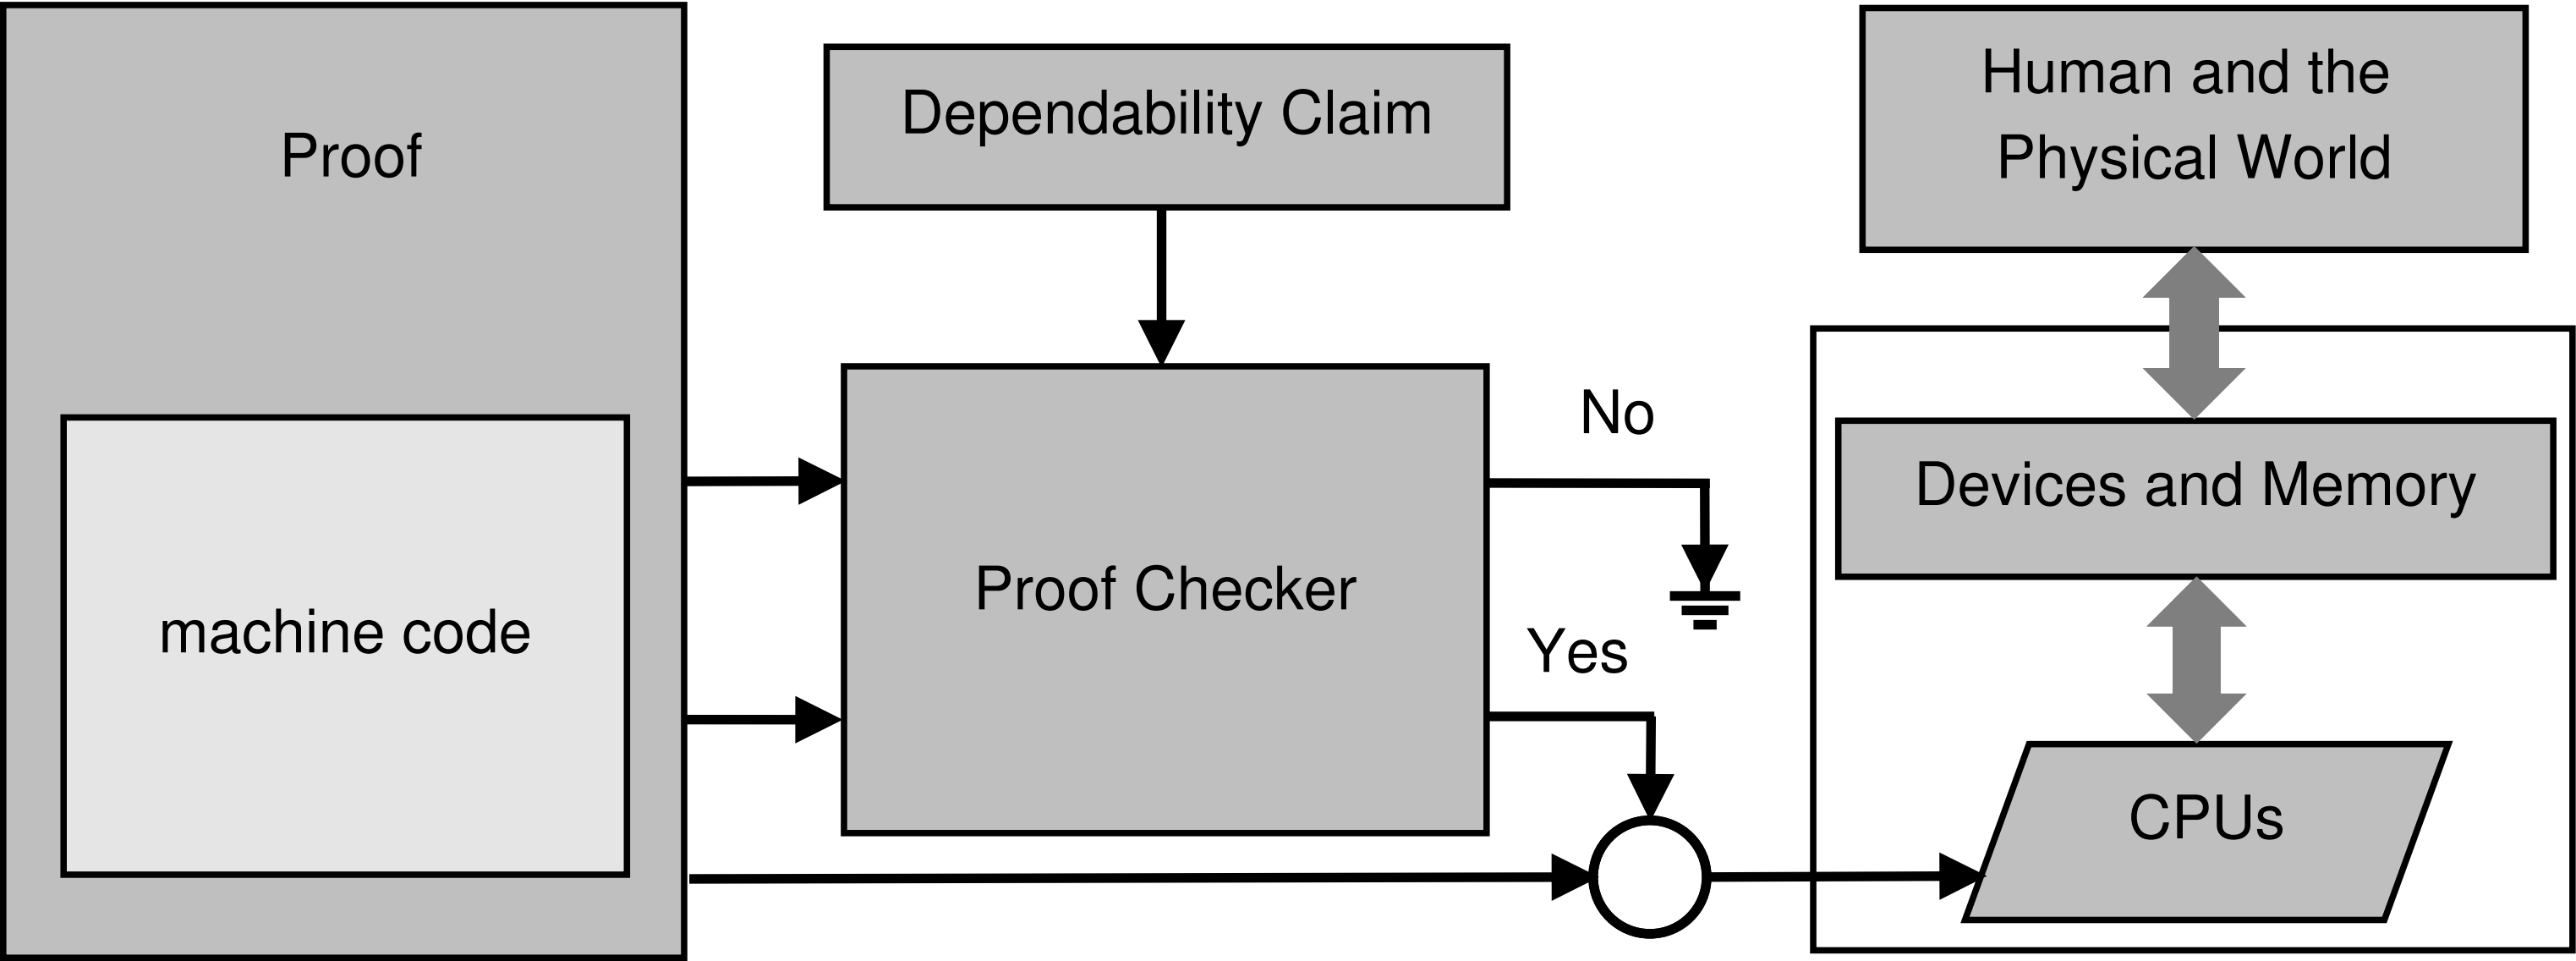 Proof
machine code
Dependability Claim
Proof Checker
No
Yes
Human and the
Physical World
Devices and Memory
CPUs